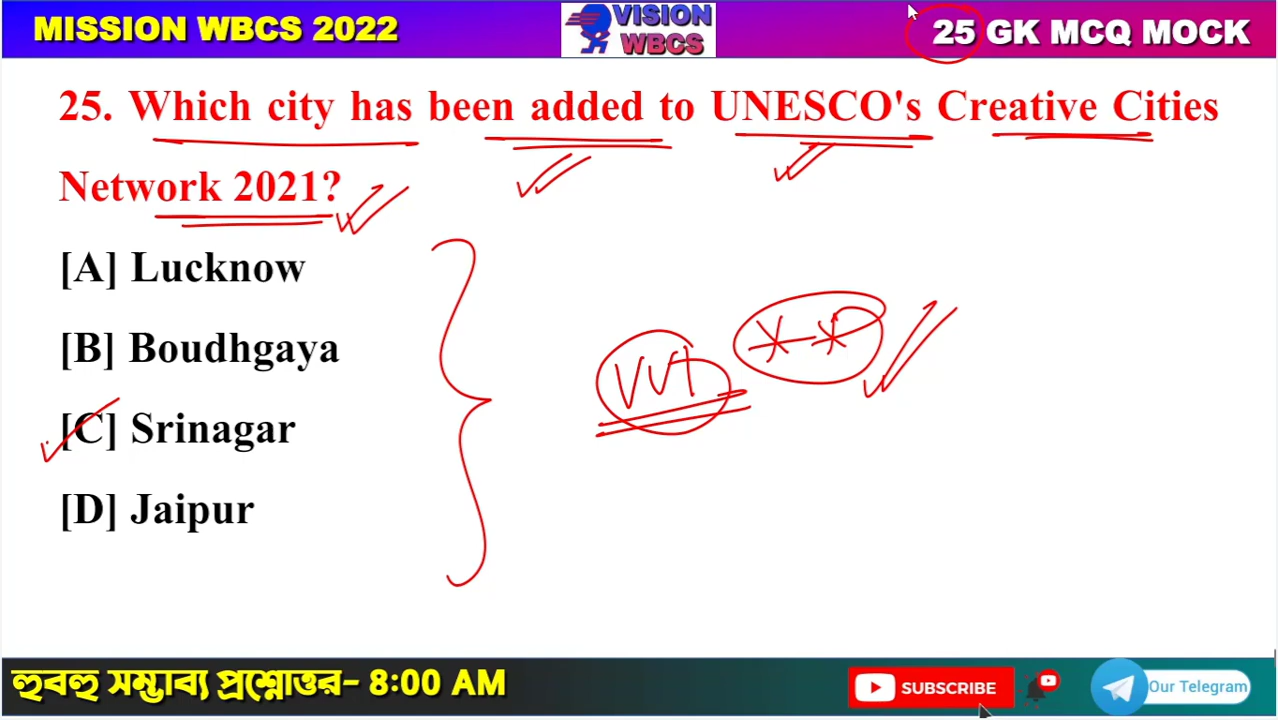 MISSION WBCS 2022
VISION
WBCS
25 GK MCQ MOCK
25. Which city has been added to UNESCO's Creative Cities
Network 2021?
[A] Lucknow
[B] Boudhgaya
[C] Srinagar
[D] Jaipur
VVI
হুবহু সম্ভাব্য প্রশ্নোত্তর- 8:00 AM
SUBSCRIBE
Our Telegram